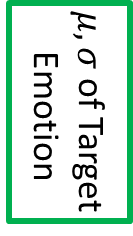 μ, σ of Target
Emotion